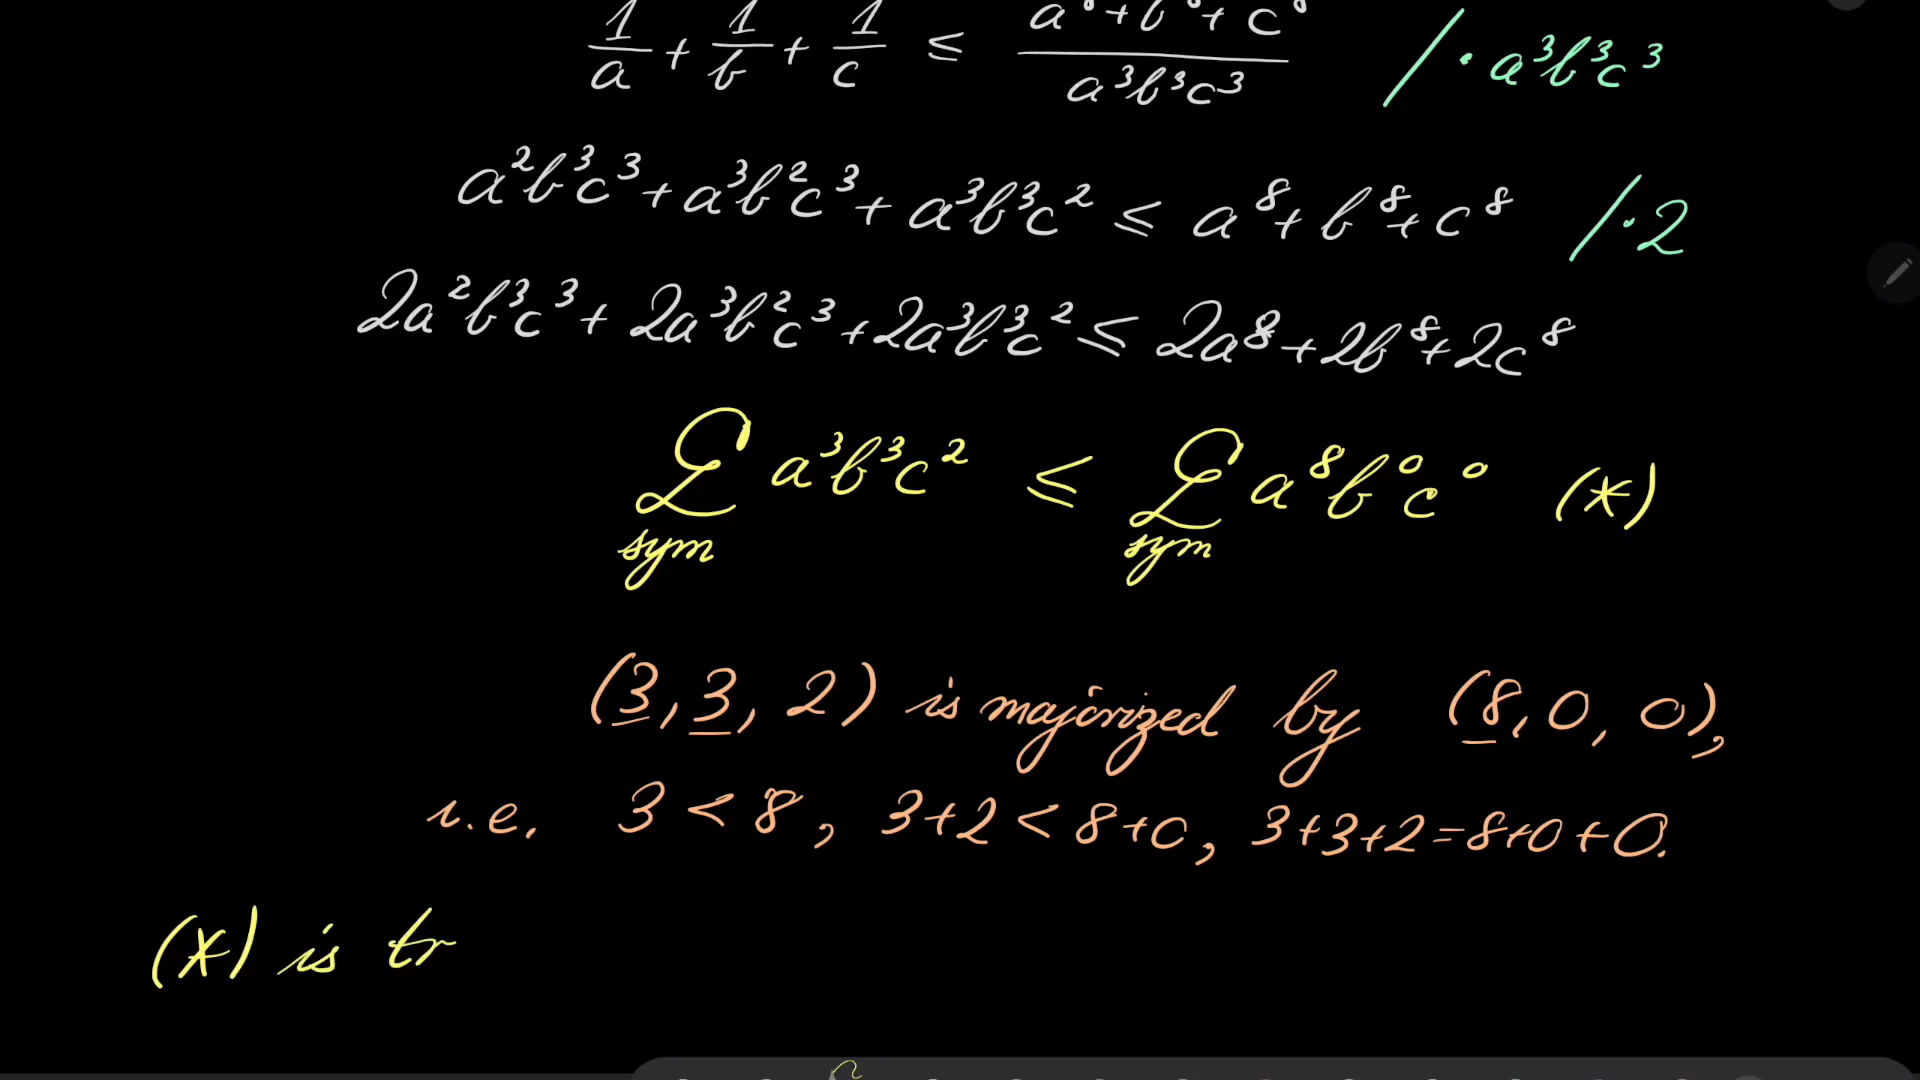 1/a + 1/b + 1/c ≤ (a⁸+b⁸+c⁸)/(a³b³c³) /·a³b³c³
a²b³c³+a³b²c³+a³b³c² ≤ a⁸+b⁸+c⁸ /·2
2a²b³c³+2a³b²c³+2a³b³c² ≤ 2a⁸+2b⁸+2c⁸
∑sym a³b³c² ≤ ∑sym a⁸b⁰c⁰ (*)
(3, 3, 2) is majorized by (8, 0, 0),
i.e. 3 < 8, 3+2 < 8+0, 3+3+2=8+0+0.
(*) is tr